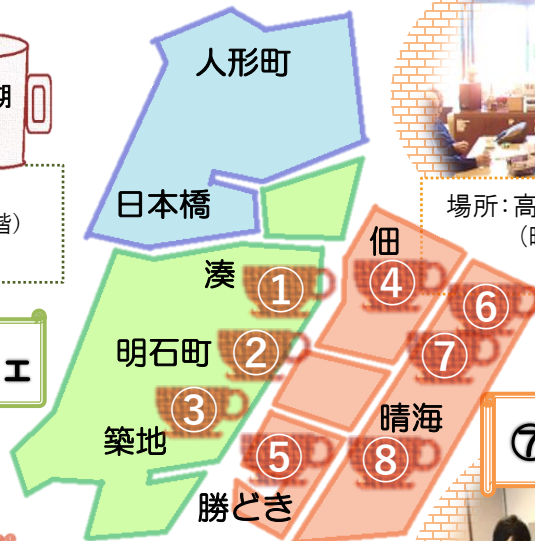 人形町
日本橋
階）
場所：高
佃
湊
①
④
⑥
明石町
②
⑦
エ
③
晴海
築地
⑤
⑧
⑦
勝どき